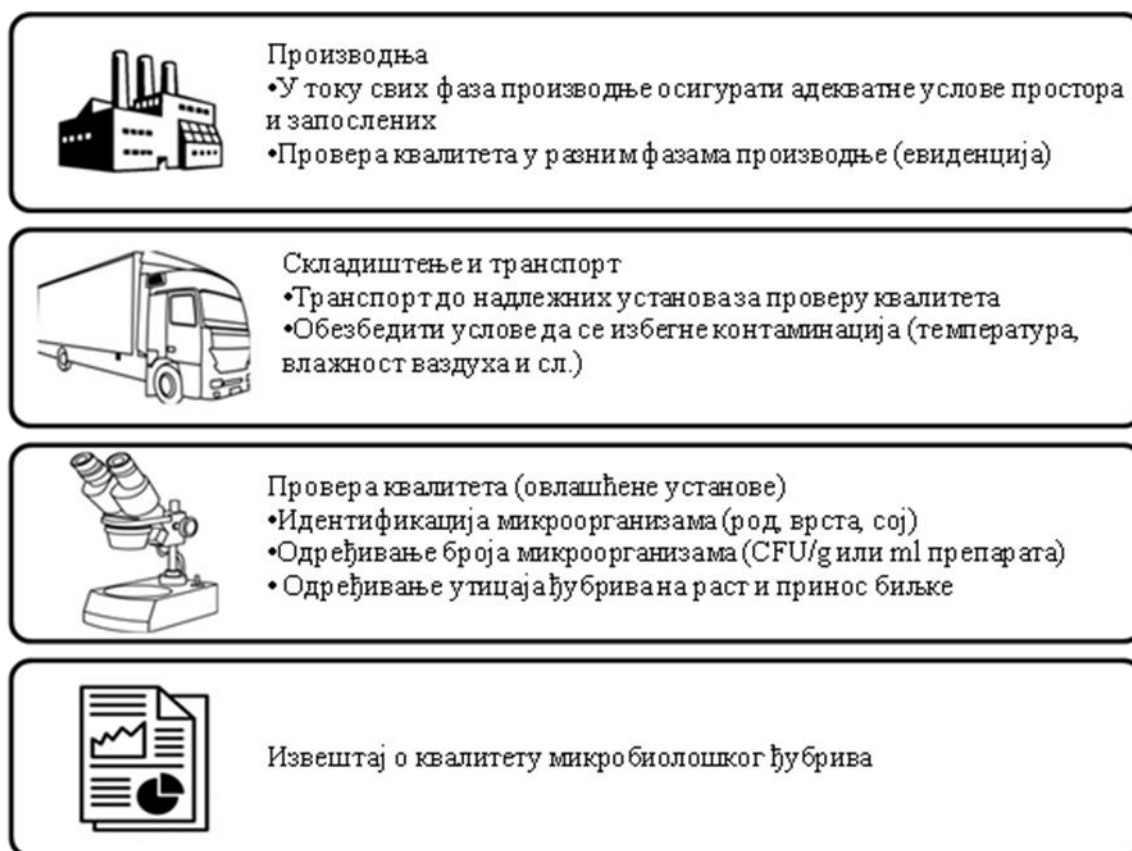 Производња
•У току свих фаза производње осигурати адекватне услове простора
и запослених
•Провера квалитета у разним фазама производње (евиденција)
Складиштење и транспорт
•Транспорт до надлежних установа за проверу квалитета
•Обезбедити услове да се избегне контаминација (температура,
влажност ваздуха и сл.)
Провера квалитета (овлашћене установе)
•Идентификација микроорганизама (род, врста, сој)
•Одређивање броја микроорганизама (CFU/g или ml препарата)
•Одређивање утицаја ђубрива на раст и принос биљке
Извештај о квалитету микробиолошког ђубрива